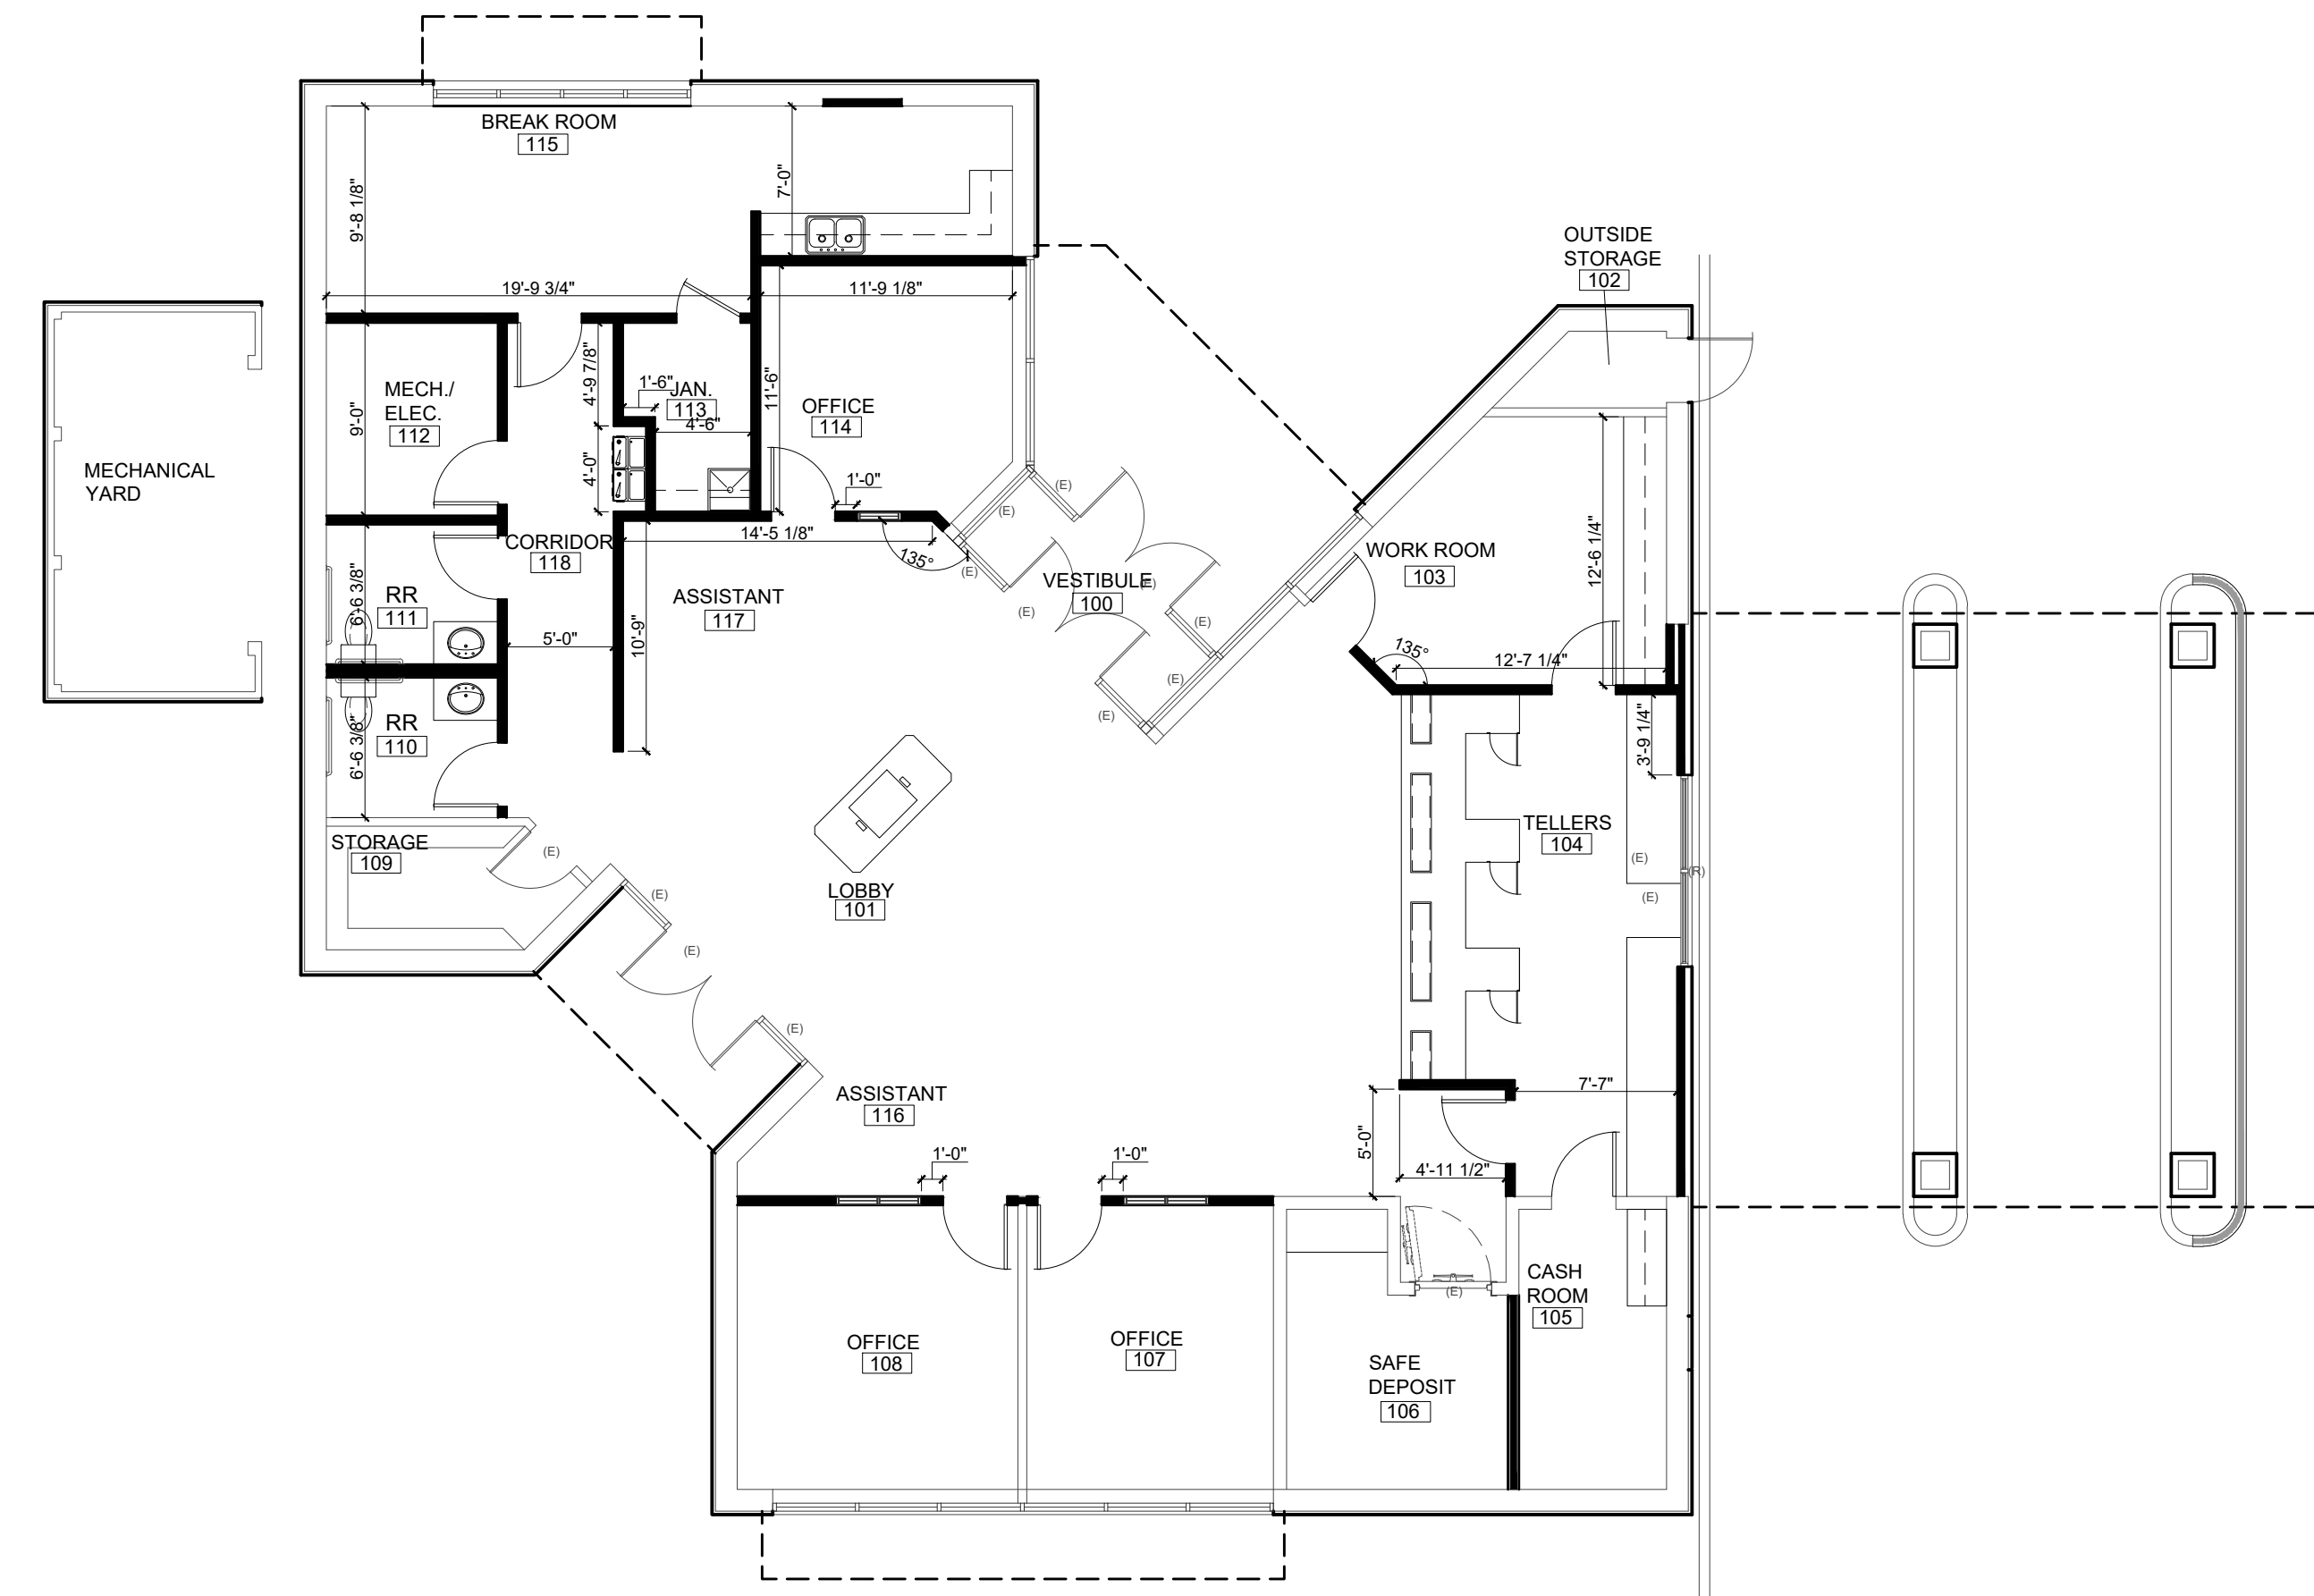 BREAK ROOM
115
9'-8 1/8"
7'-0"
19'-9 3/4"
11'-9 1/8"
OUTSIDE
STORAGE
102
MECHANICAL
YARD
MECH./
ELEC.
112
9'-0"
4'-9 7/8"
1'-6"
JAN.
113
4'-6"
4'-0"
11'-6"
OFFICE
114
1'-0"
14'-5 1/8"
135°
(E)
(E)
(E)
(E)
VESTIBULE
(E)
100
(E)
(E)
(E)
WORK ROOM
103
12'-6 1/4"
135°
12'-7 1/4"
CORRIDOR
118
RR
111
6'-6 3/8"
5'-0"
10'-9"
ASSISTANT
117
RR
110
6'-6 3/8"
3'-9 1/4"
TELLERS
104
(E)
(R)
(E)
STORAGE
109
(E)
(E)
(E)
(E)
LOBBY
101
ASSISTANT
116
1'-0"
1'-0"
5'-0"
4'-11 1/2"
7'-7"
(E)
CASH
ROOM
105
OFFICE
108
OFFICE
107
SAFE
DEPOSIT
106